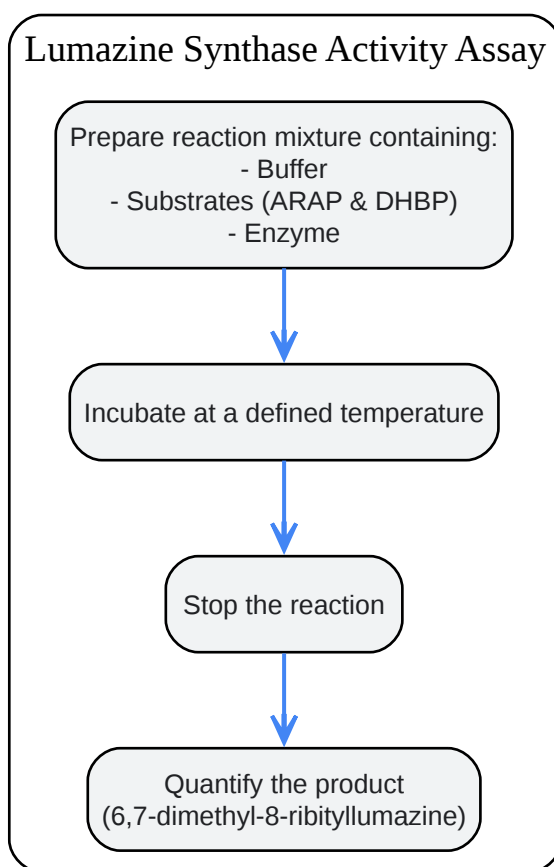 Lumazine Synthase Activity Assay
Prepare reaction mixture containing:
- Buffer
- Substrates (ARAP & DHBP)
- Enzyme
Incubate at a defined temperature
Stop the reaction
Quantify the product
(6,7-dimethyl-8-ribityllumazine)